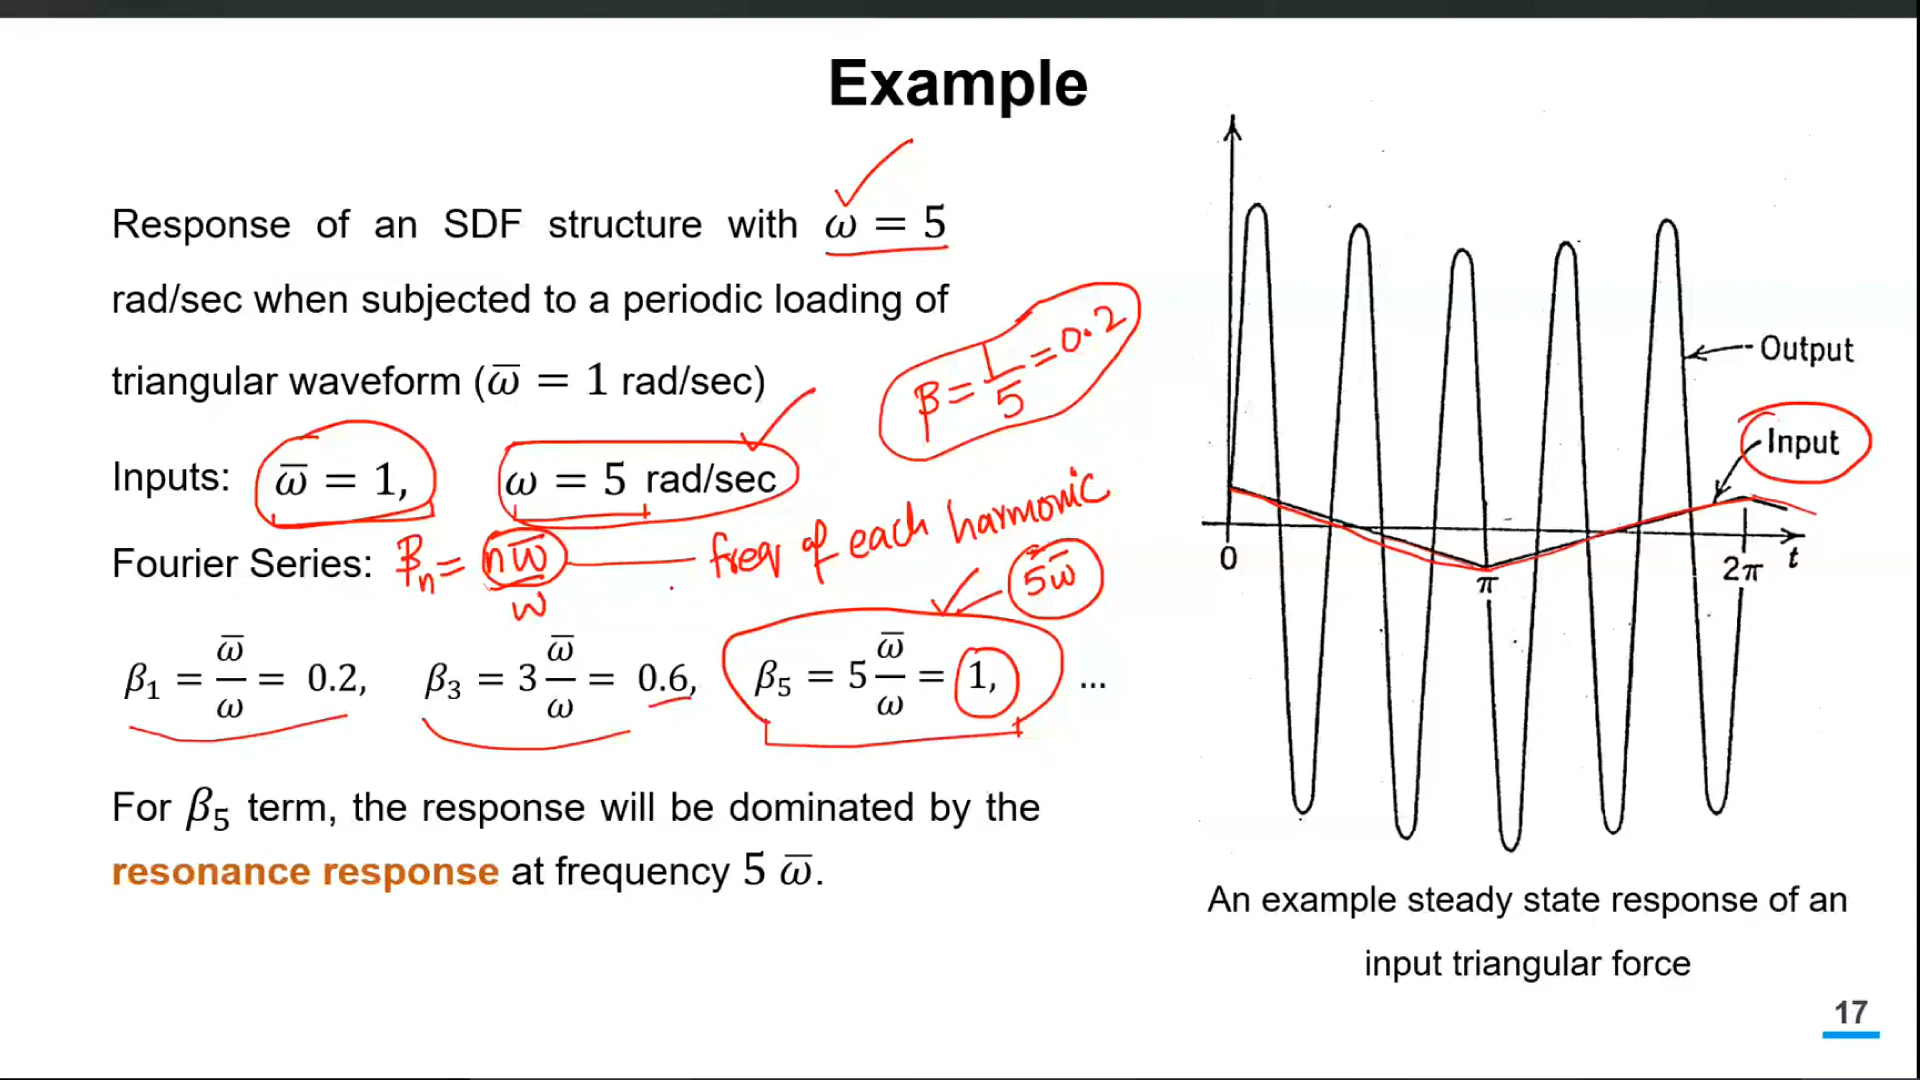 Example
Response of an SDF structure with ω = 5
rad/sec when subjected to a periodic loading of
triangular waveform (ω̅ = 1 rad/sec)
β = 1/5 = 0.2
Inputs: ω̅ = 1, ω = 5 rad/sec
Fourier Series: βn = nω̅/ω freq of each harmonic
5ω̅
β₁ = ω̅/ω = 0.2, β₃ = 3 ω̅/ω = 0.6, β₅ = 5 ω̅/ω = 1, ...
For β₅ term, the response will be dominated by the
resonance response at frequency 5 ω̅.
Output
Input
0 π 2π t
An example steady state response of an
input triangular force
17